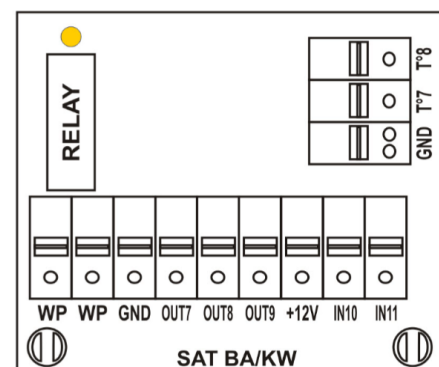 RELAY
T°8
T°7
GND
WP WP GND OUT7 OUT8 OUT9 +12V IN10 IN11
SAT BA/KW